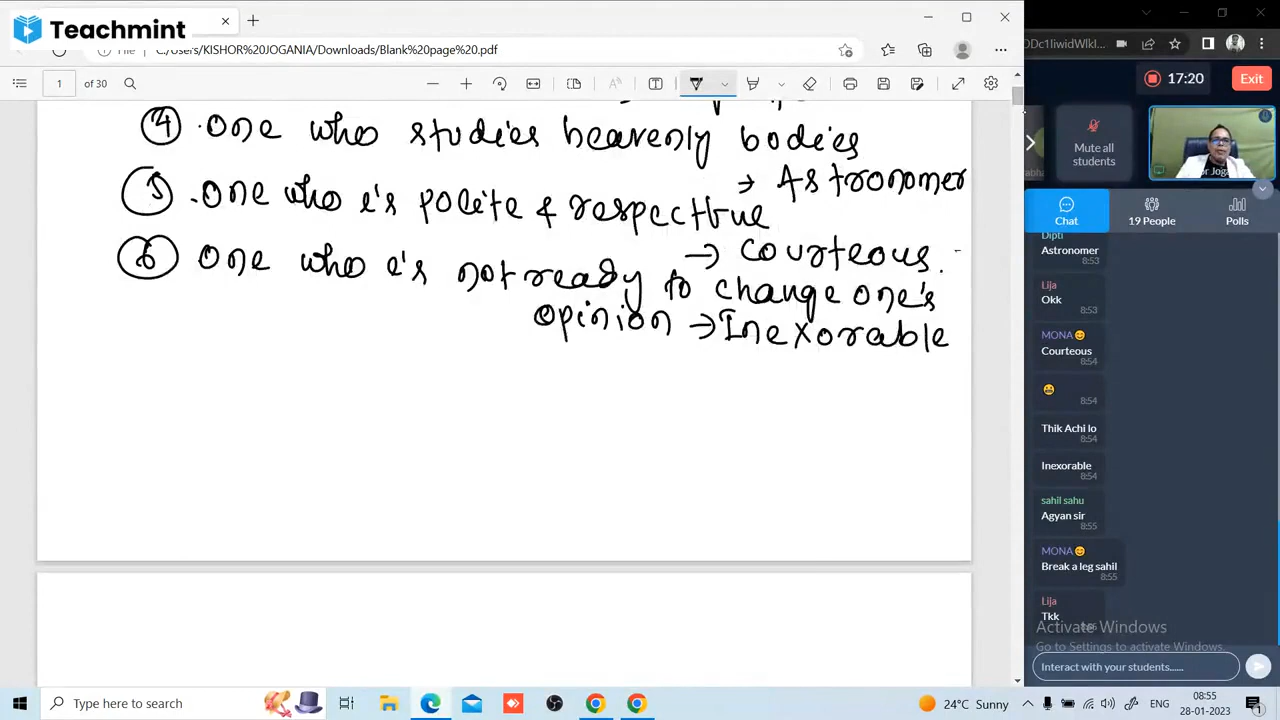 Teachmint
File C:/Users/KISHOR%20JOGANIA/Downloads/Blank%20page%20.pdf
DDc1IiwidWlkI...
1 of 30
17:20 Exit
④ .One who studies heavenly bodies
→ Astronomer
⑤ .One who is polite &
→ Courteous.
⑥ One who is not ready to change one's
opinion → Inexorable
Mute all
students
Chat
19 People
Polls
Dipti
Astronomer
8:53
Lija
Okk
8:53
MONA😊
Courteous
8:54
😆
8:54
Thik Achi lo
8:54
Inexorable
8:54
sahil sahu
Agyan sir
8:55
MONA😊
Break a leg sahil
8:55
Lija
Tkk
Activate Windows
Go to Settings to activate Windows.
Interact with your students......
Type here to search
24°C Sunny
ENG
08:55
28-01-2023
1